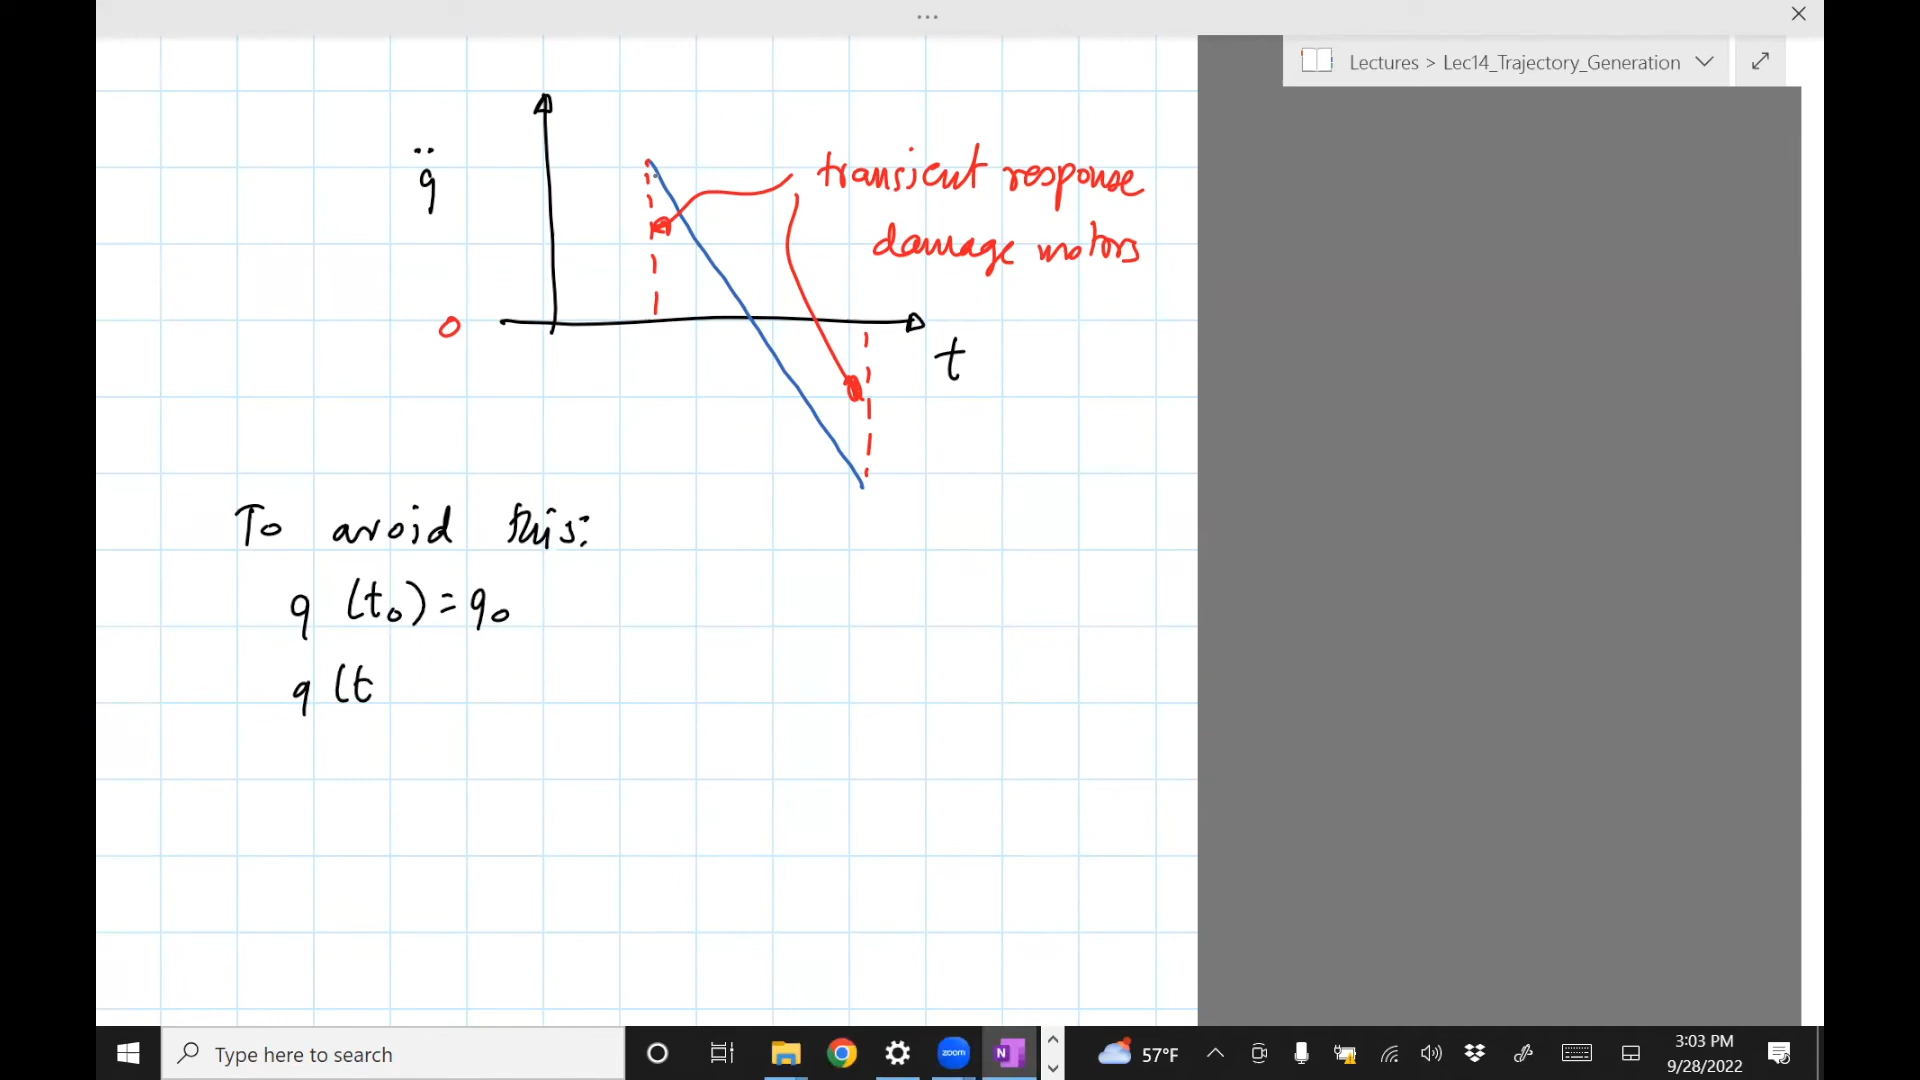 ...
Lectures > Lec14_Trajectory_Generation
q̈
transient response
damage motors
0
t
To avoid this:
q (t₀) = q₀
q (t
Type here to search
zoom
N
57°F
3:03 PM
9/28/2022